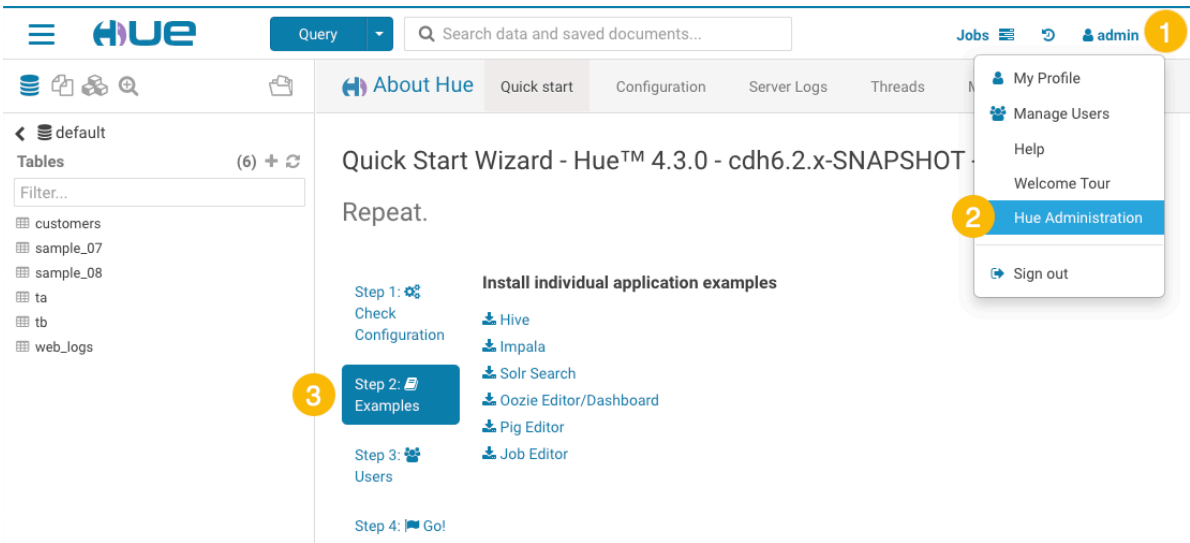 HUE
Query
Search data and saved documents...
Jobs
admin
1
My Profile
Manage Users
Help
Welcome Tour
2
Hue Administration
Sign out
default
Tables (6)
Filter...
customers
sample_07
sample_08
ta
tb
web_logs
About Hue
Quick start
Configuration
Server Logs
Threads
Quick Start Wizard - Hue™ 4.3.0 - cdh6.2.x-SNAPSHOT -
Repeat.
Step 1:
Check
Configuration
3
Step 2:
Examples
Step 3:
Users
Step 4: Go!
Install individual application examples
Hive
Impala
Solr Search
Oozie Editor/Dashboard
Pig Editor
Job Editor